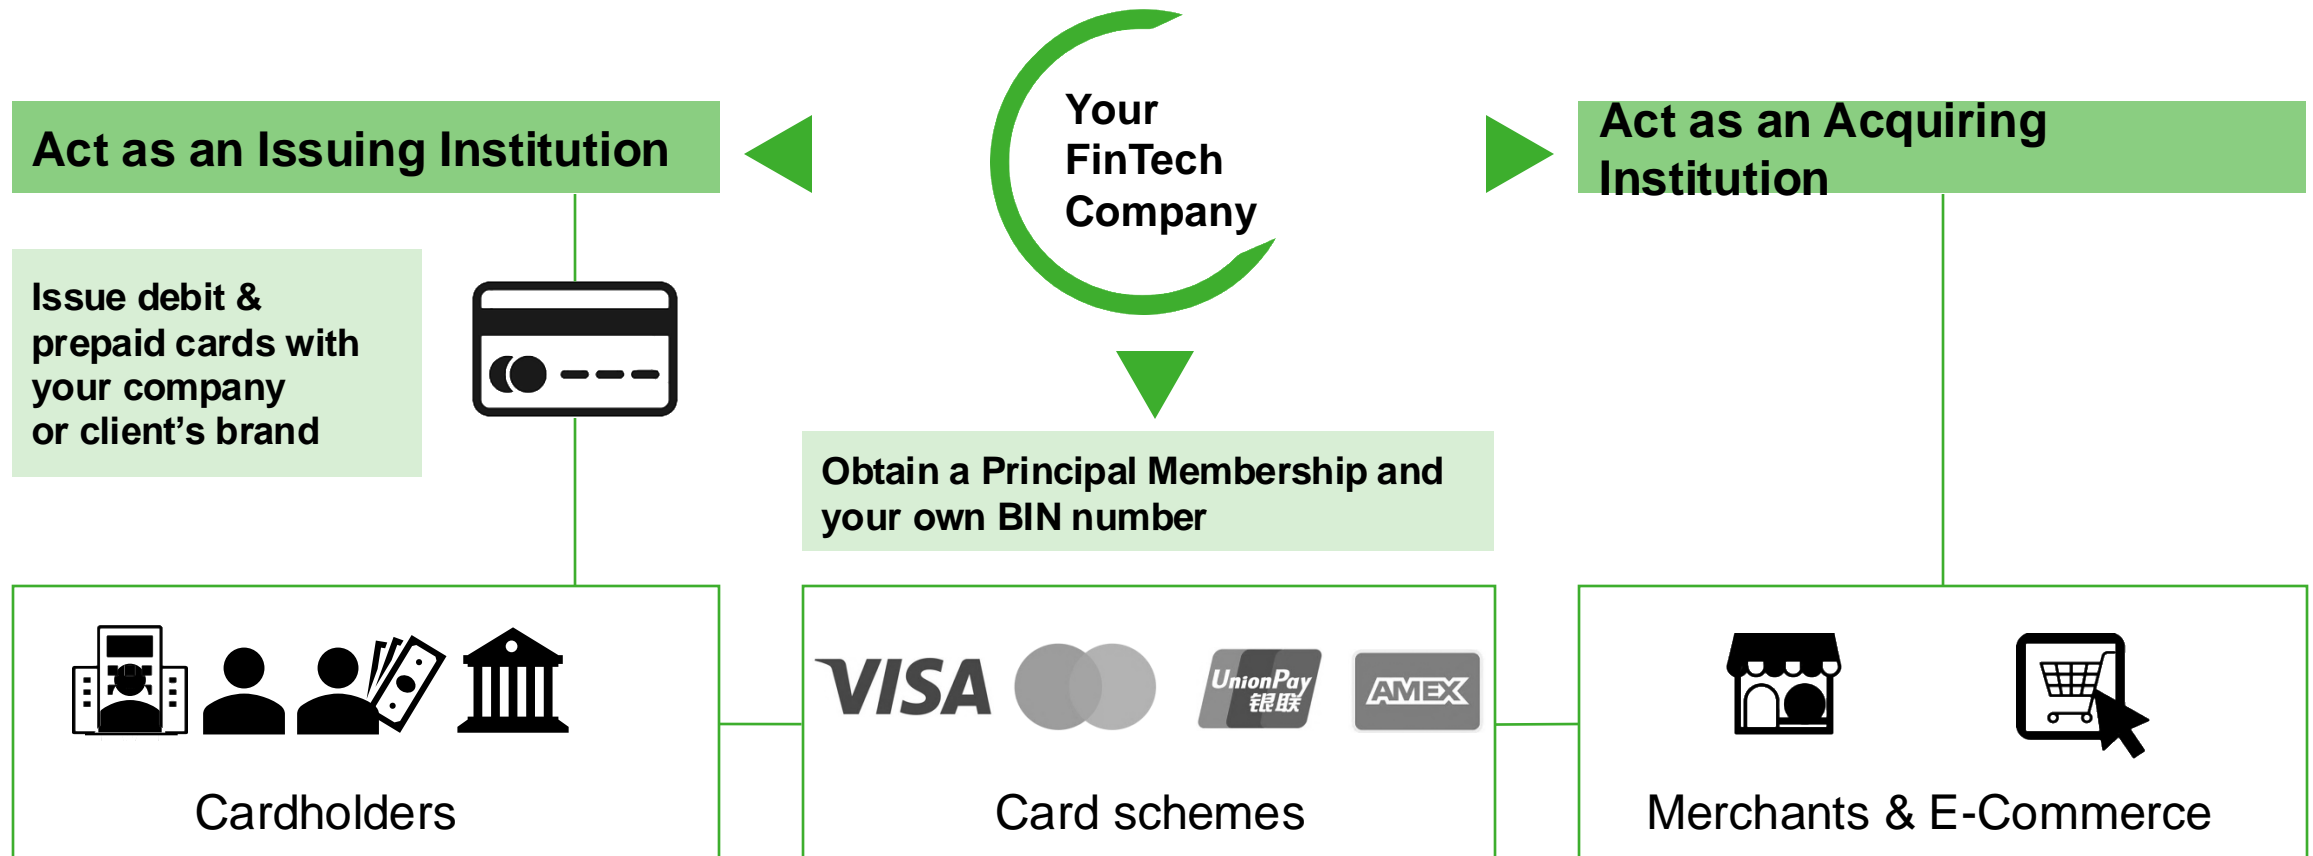 Your
FinTech
Company
Act as an Issuing Institution
Act as an Acquiring
Institution
Issue debit &
prepaid cards with
your company
or client’s brand
Obtain a Principal Membership and
your own BIN number
VISA
UnionPay
银联
AMEX
Cardholders
Card schemes
Merchants & E-Commerce